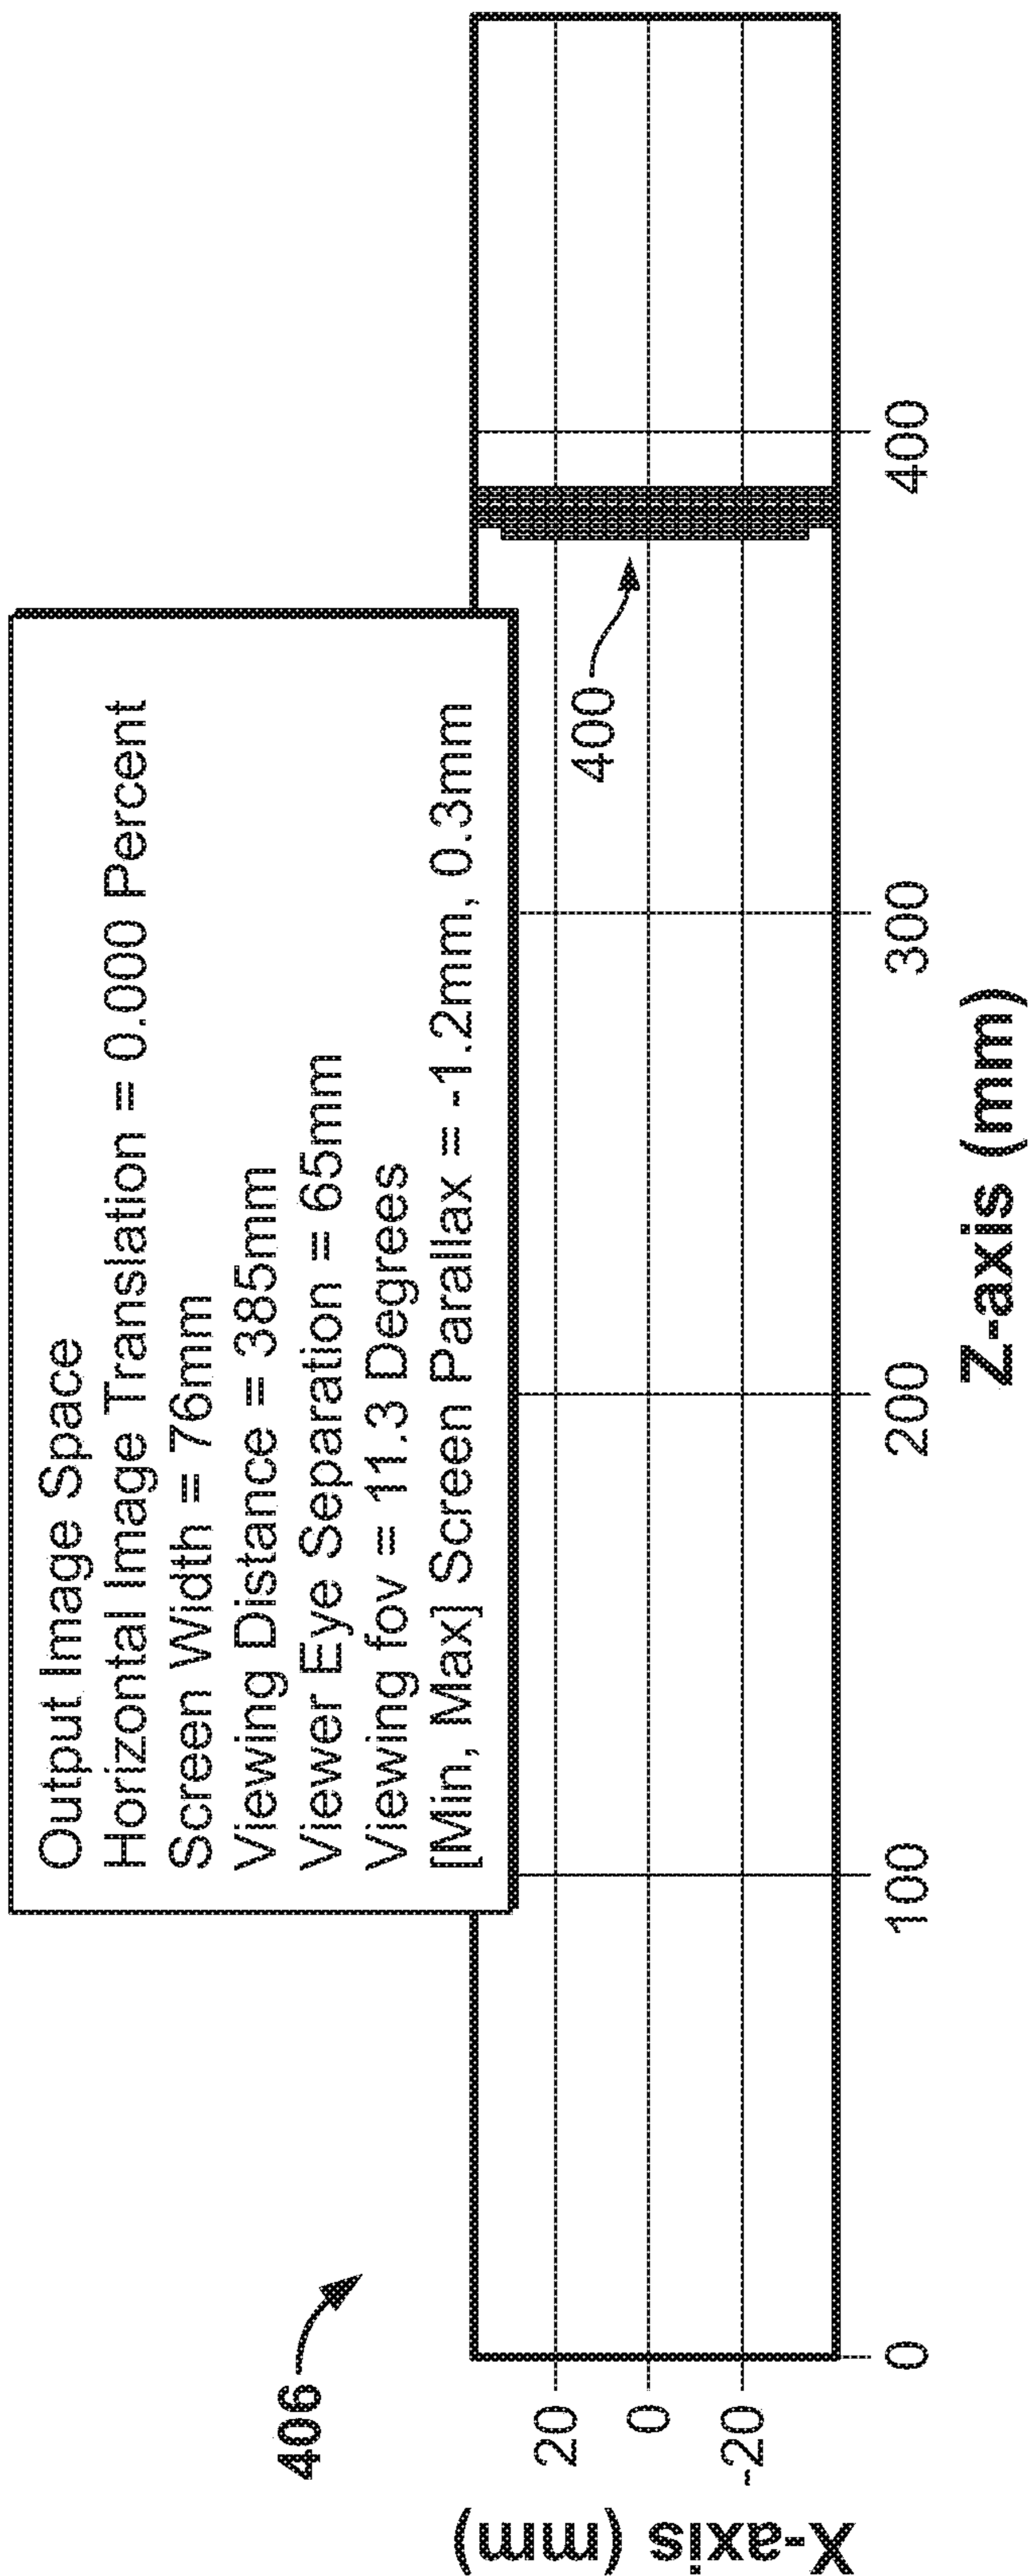 406
Output Image Space
Horizontal Image Translation = 0.000 Percent
Screen Width = 76mm
Viewing Distance = 385mm
Viewer Eye Separation = 65mm
Viewing fov = 11.3 Degrees
[Min, Max] Screen Parallax = -1.2mm, 0.3mm
X-axis (mm)
20
0
-20
400
0
100
200
300
400
Z-axis (mm)